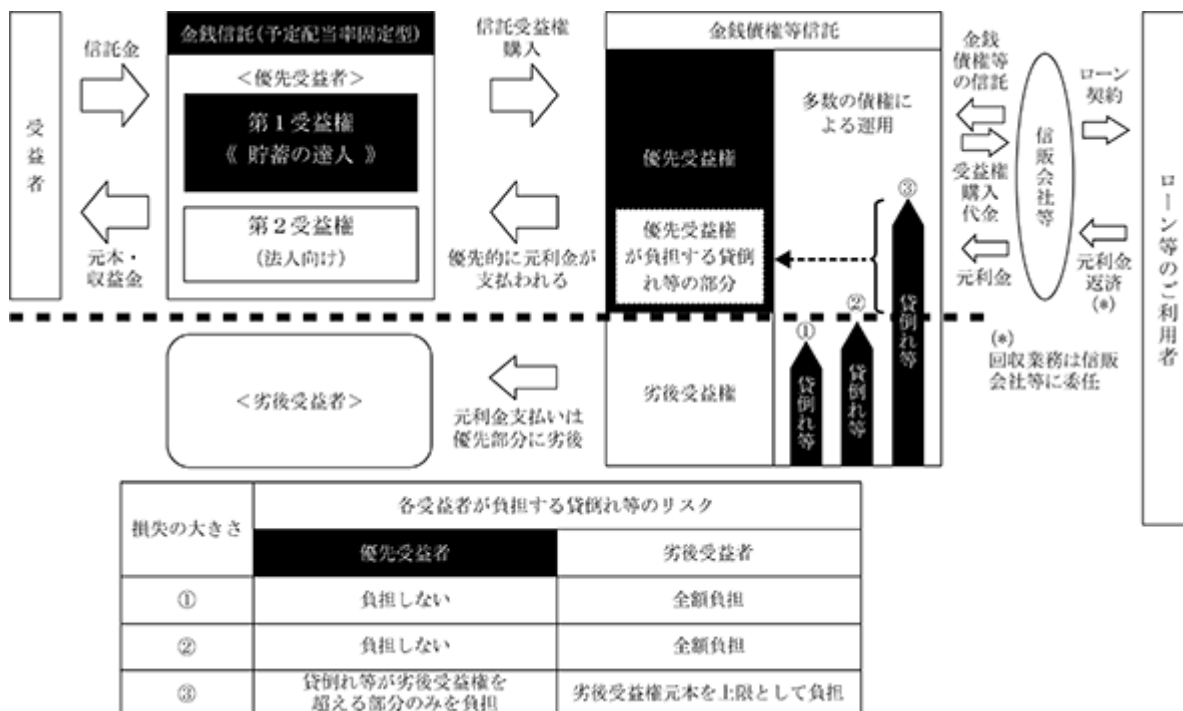 受益者
信託金
元本・
収益金
金銭信託(予定配当率固定型)
＜優先受益者＞
第1受益権
《 貯蓄の達人 》
第2受益権
(法人向け)
信託受益権
購入
優先的に元利金が
支払われる
金銭債権等信託
優先受益権
優先受益権
が負担する貸倒
れ等の部分
多数の債権に
よる運用
③
貸倒れ等
②
貸倒れ等
①
貸倒れ等
金銭
債権等
の信託
受益権
購入
代金
元利金
信販会社等
ローン
契約
元利金
返済
(*)
ローン等のご利用者
(*)
回収業務は信販
会社等に委任
＜劣後受益者＞
元利金支払いは
優先部分に劣後
劣後受益権
損失の大きさ
各受益者が負担する貸倒れ等のリスク
優先受益者
劣後受益者
①
負担しない
全額負担
②
負担しない
全額負担
③
貸倒れ等が劣後受益権を
超える部分のみを負担
劣後受益権元本を上限として負担